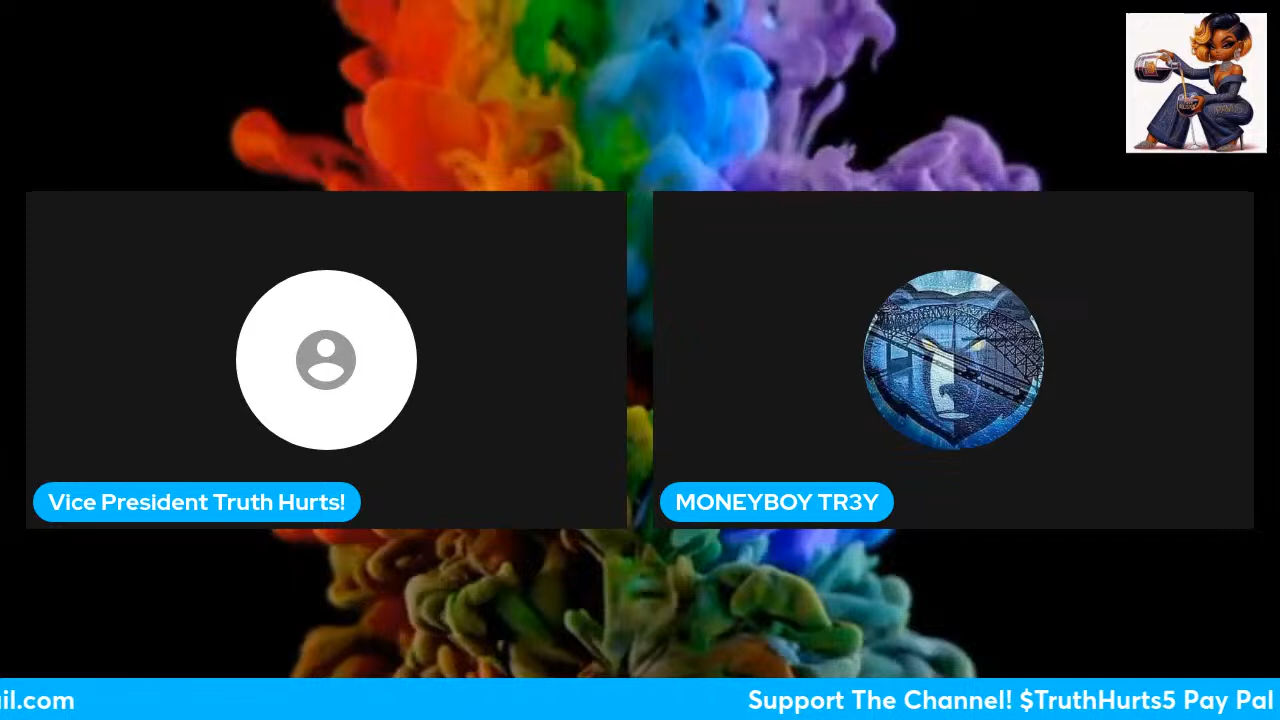 Vice President Truth Hurts!
MONEYBOY TR3Y
il.com
Support The Channel! $TruthHurts5 Pay Pal